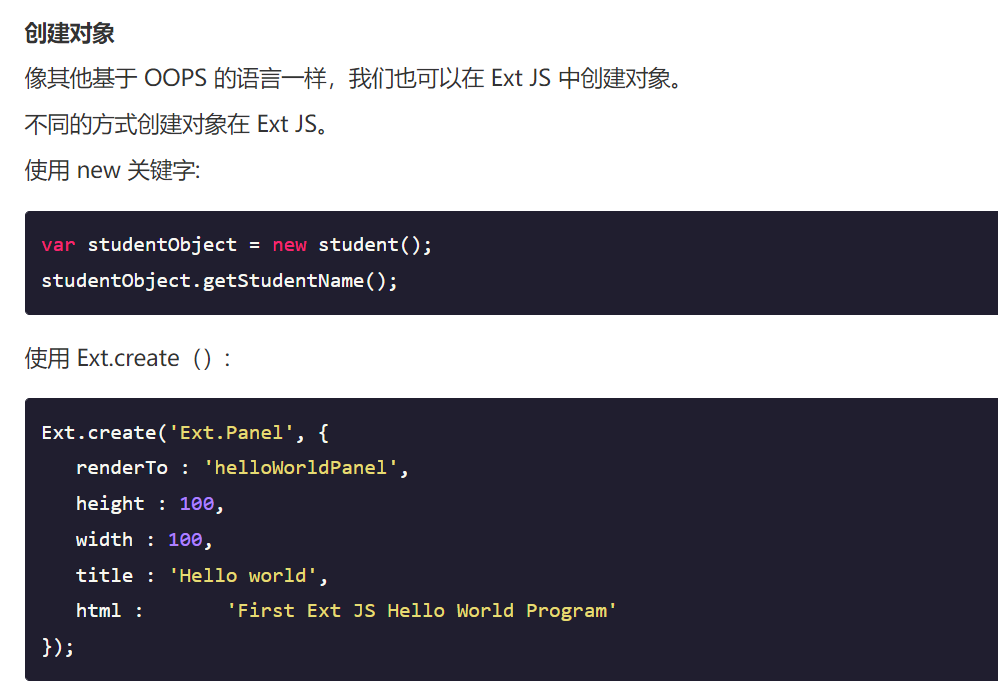 创建对象
像其他基于 OOPS 的语言一样，我们也可以在 Ext JS 中创建对象。
不同的方式创建对象在 Ext JS。
使用 new 关键字:
var studentObject = new student();
studentObject.getStudentName();
使用 Ext.create（）:
Ext.create('Ext.Panel', {
   renderTo : 'helloWorldPanel',
   height : 100,
   width : 100,
   title : 'Hello world',
   html :       'First Ext JS Hello World Program'
});